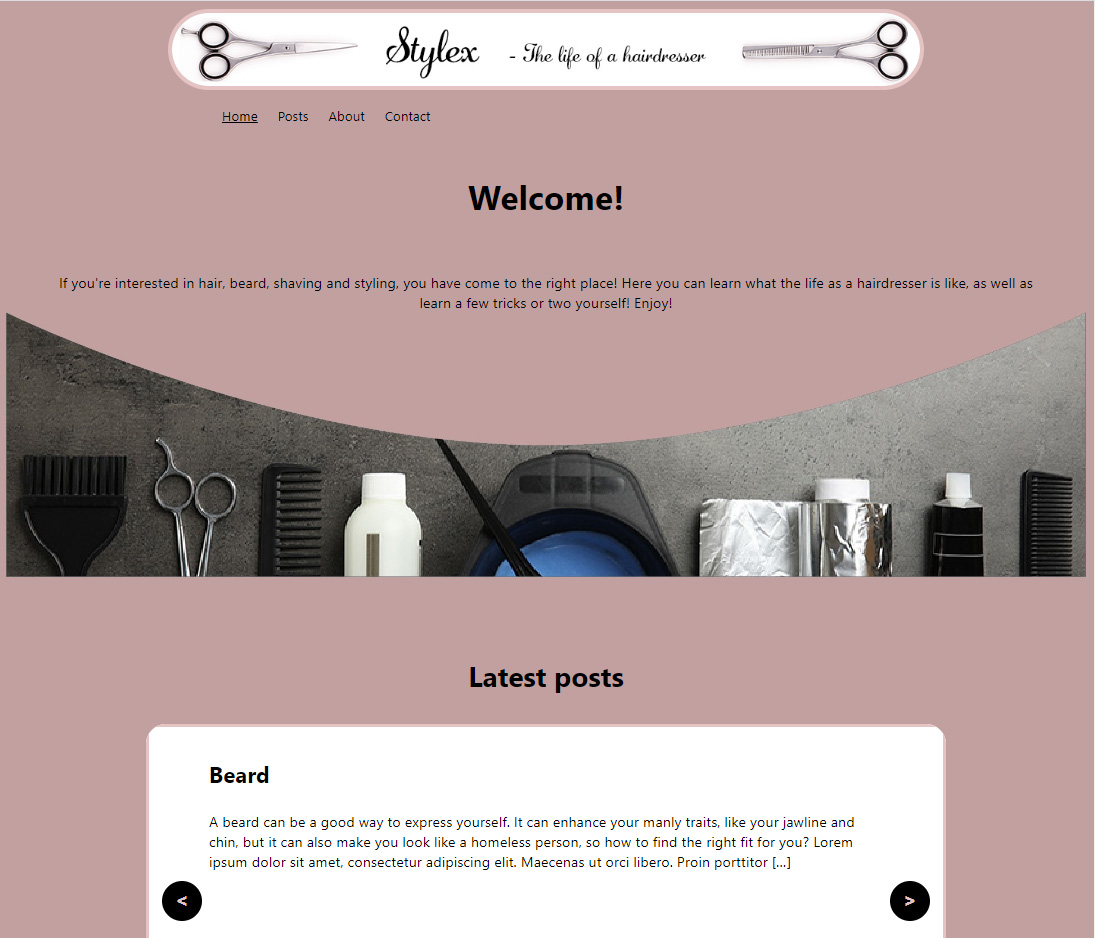 Stylex - The life of a hairdresser
Home Posts About Contact
Welcome!
If you're interested in hair, beard, shaving and styling, you have come to the right place! Here you can learn what the life as a hairdresser is like, as well as
learn a few tricks or two yourself! Enjoy!
Latest posts
Beard
A beard can be a good way to express yourself. It can enhance your manly traits, like your jawline and
chin, but it can also make you look like a homeless person, so how to find the right fit for you? Lorem
ipsum dolor sit amet, consectetur adipiscing elit. Maecenas ut orci libero. Proin porttitor [...]
< >